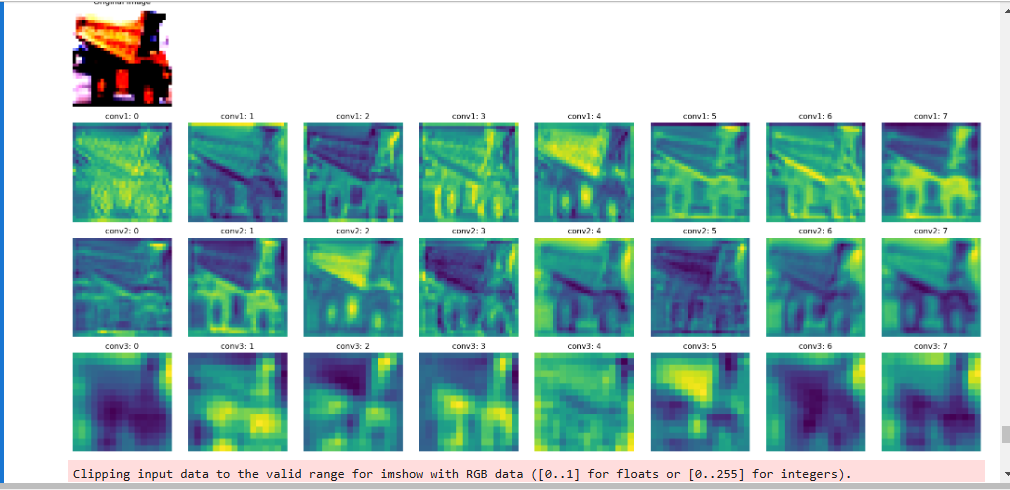 Original Image
conv1: 0 conv1: 1 conv1: 2 conv1: 3 conv1: 4 conv1: 5 conv1: 6 conv1: 7
conv2: 0 conv2: 1 conv2: 2 conv2: 3 conv2: 4 conv2: 5 conv2: 6 conv2: 7
conv3: 0 conv3: 1 conv3: 2 conv3: 3 conv3: 4 conv3: 5 conv3: 6 conv3: 7
Clipping input data to the valid range for imshow with RGB data ([0..1] for floats or [0..255] for integers).